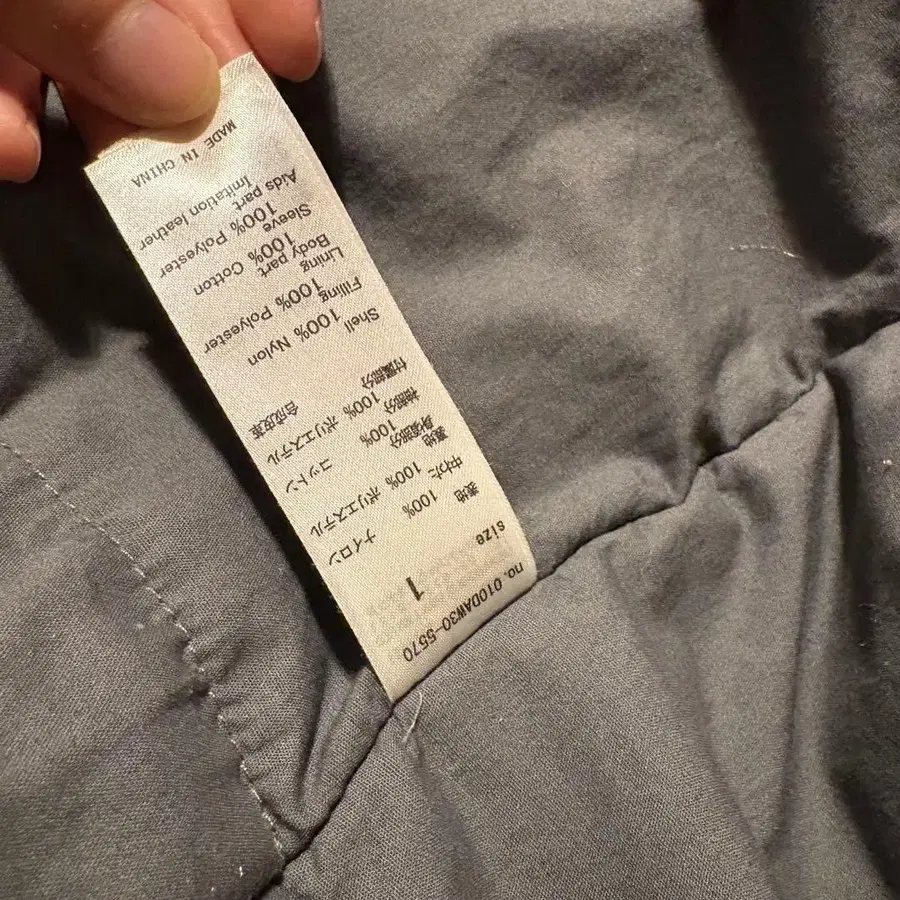 no. 010DAW30-5570
size 1
表地
100% ナイロン
中わた
100% ポリエステル
裏地
身頃部分
100% コットン
袖部分
100% ポリエステル
付属部分
合成皮革
Shell
100% Nylon
Filling
100% Polyester
Lining
Body part
100% Cotton
Sleeve
100% Polyester
Aids part
Imitation leather
MADE IN CHINA